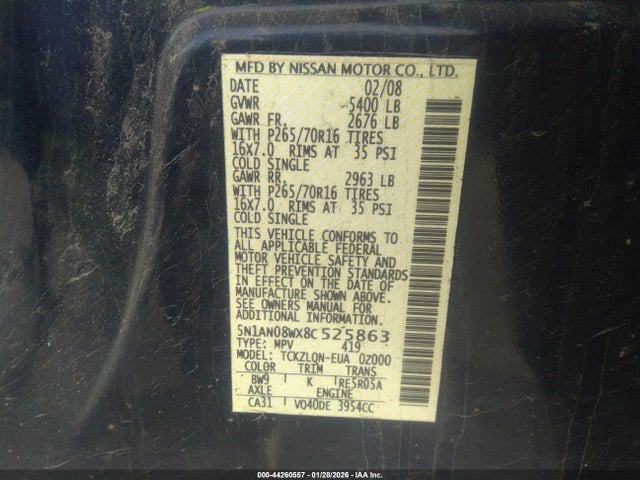 MFD BY NISSAN MOTOR CO., LTD.
DATE 02/08
GVWR 5400 LB
GAWR FR. 2676 LB
WITH P265/70R16 TIRES
16X7.0 RIMS AT 35 PSI
COLD SINGLE
GAWR RR. 2963 LB
WITH P265/70R16 TIRES
16X7.0 RIMS AT 35 PSI
COLD SINGLE
THIS VEHICLE CONFORMS TO
ALL APPLICABLE FEDERAL
MOTOR VEHICLE SAFETY AND
THEFT PREVENTION STANDARDS
IN EFFECT ON THE DATE OF
MANUFACTURE SHOWN ABOVE.
SEE OWNERS MANUAL FOR
ADDITIONAL INFORMATION.
5N1AN08WX8C525863
TYPE: MPV 419
MODEL: TCKZLQN-EUA 0Z000
COLOR TRIM TRANS
BW9 K RE5R05A
AXLE ENGINE
CA31 VQ40DE 3954CC
000-44260557 | 01/28/2026 - IAA Inc.